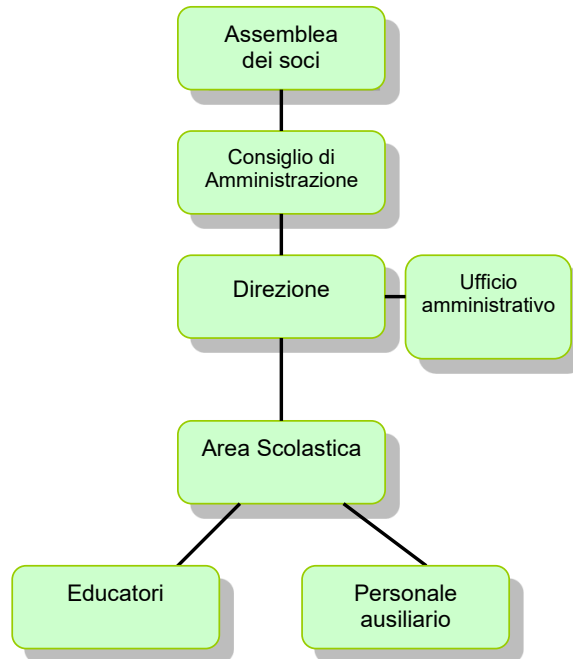 Assemblea
dei soci
Consiglio di
Amministrazione
Direzione
Ufficio
amministrativo
Area Scolastica
Educatori
Personale
ausiliario